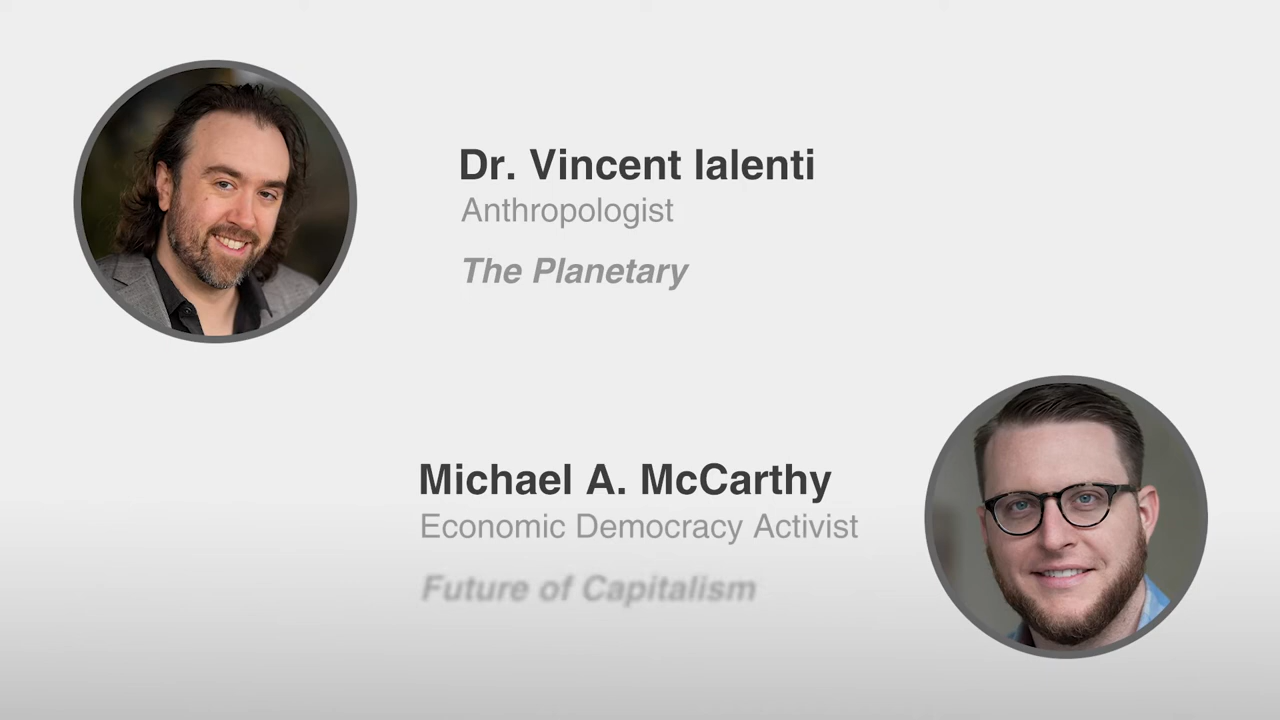 Dr. Vincent Ialenti
Anthropologist
The Planetary
Michael A. McCarthy
Economic Democracy Activist
Future of Capitalism